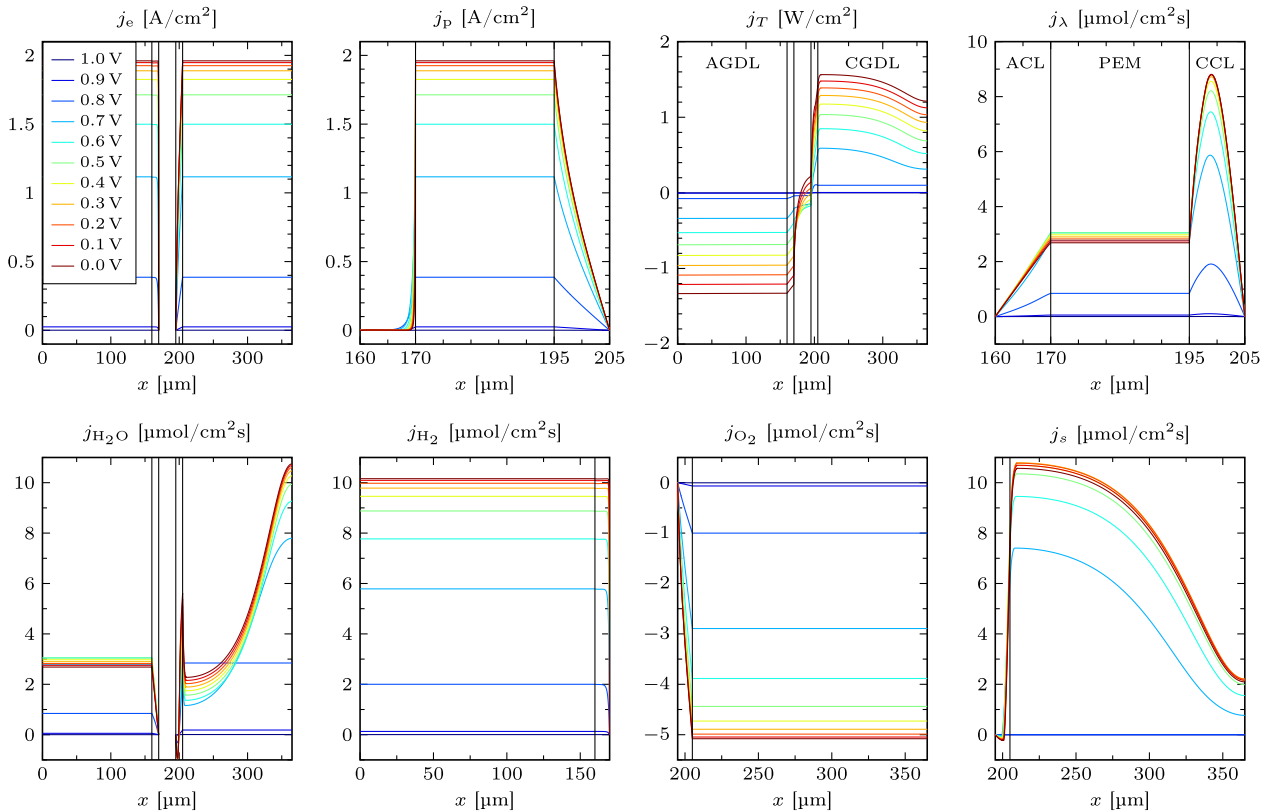 j_e [A/cm²]
2
1.5
1
0.5
0
1.0 V
0.9 V
0.8 V
0.7 V
0.6 V
0.5 V
0.4 V
0.3 V
0.2 V
0.1 V
0.0 V
0 100 200 300
x [µm]
j_p [A/cm²]
2
1.5
1
0.5
0
160 170 195 205
x [µm]
j_T [W/cm²]
AGDL CGDL
2
1
0
−1
−2
0 100 200 300
x [µm]
j_λ [µmol/cm²s]
ACL PEM CCL
10
8
6
4
2
0
160 170 195 205
x [µm]
j_H₂O [µmol/cm²s]
10
8
6
4
2
0
0 100 200 300
x [µm]
j_H₂ [µmol/cm²s]
10
8
6
4
2
0
0 50 100 150
x [µm]
j_O₂ [µmol/cm²s]
0
−1
−2
−3
−4
−5
200 250 300 350
x [µm]
j_s [µmol/cm²s]
10
8
6
4
2
0
200 250 300 350
x [µm]